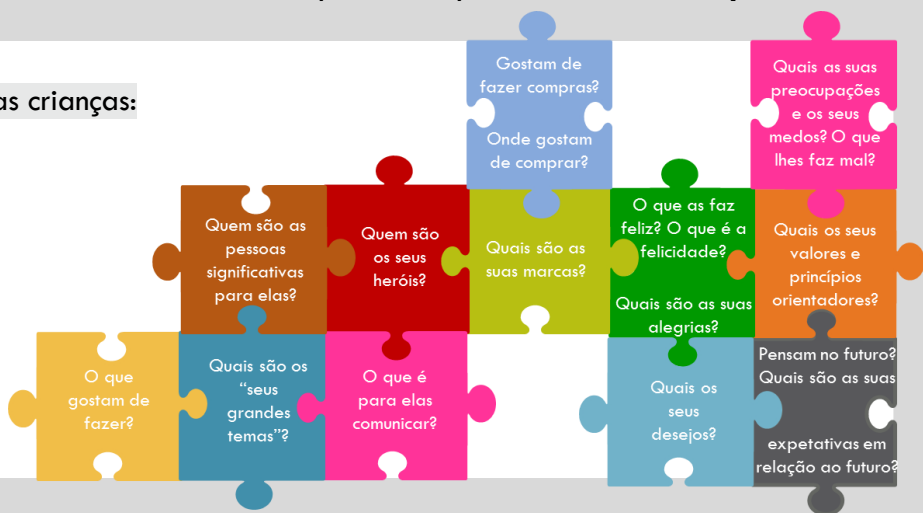 as crianças:
Gostam de
fazer compras?
Onde gostam
de comprar?
Quais as suas
preocupações
e os seus
medos? O que
lhes faz mal?
Quem são as
pessoas
significativas
para elas?
Quem são
os seus
heróis?
Quais são as
suas marcas?
O que as faz
feliz? O que é a
felicidade?
Quais são as suas
alegrias?
Quais os seus
valores e
princípios
orientadores?
O que
gostam de
fazer?
Quais são os
“seus
grandes
temas”?
O que é
para elas
comunicar?
Quais os
seus
desejos?
Pensam no futuro?
Quais são as suas
expetativas em
relação ao futuro?